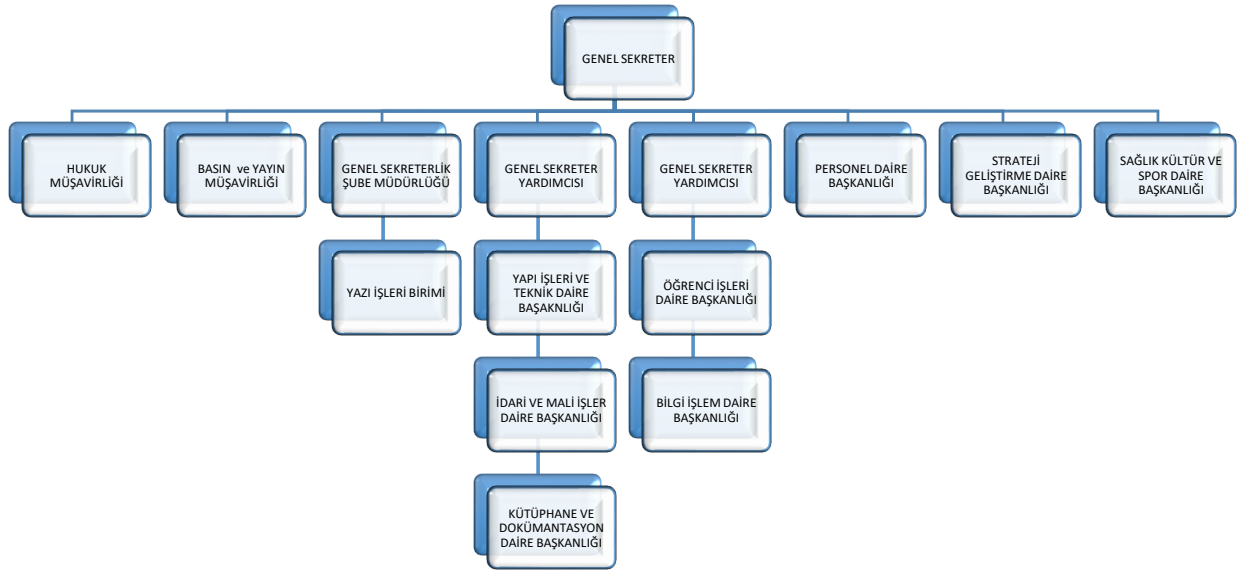 GENEL SEKRETER
HUKUK
MÜŞAVİRLİĞİ
BASIN ve YAYIN
MÜŞAVİRLİĞİ
GENEL SEKRETERLİK
ŞUBE MÜDÜRLÜĞÜ
GENEL SEKRETER
YARDIMCISI
GENEL SEKRETER
YARDIMCISI
PERSONEL DAİRE
BAŞKANLIĞI
STRATEJİ
GELİŞTİRME DAİRE
BAŞKANLIĞI
SAĞLIK KÜLTÜR VE
SPOR DAİRE
BAŞKANLIĞI
YAZI İŞLERİ BİRİMİ
YAPI İŞLERİ VE
TEKNİK DAİRE
BAŞAKNLIĞI
ÖĞRENCİ İŞLERİ
DAİRE BAŞKANLIĞI
İDARİ VE MALİ İŞLER
DAİRE BAŞKANLIĞI
BİLGİ İŞLEM DAİRE
BAŞKANLIĞI
KÜTÜPHANE VE
DOKÜMANTASYON
DAİRE BAŞKANLIĞI